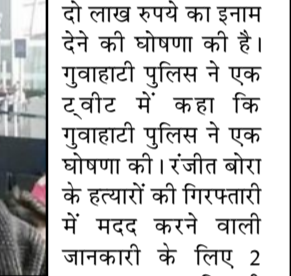 दो लाख रुपये का इनाम
देने की घोषणा की है।
गुवाहाटी पुलिस ने एक
ट्वीट में कहा कि
गुवाहाटी पुलिस ने एक
घोषणा की। रंजीत बोरा
के हत्यारों की गिरफ्तारी
में मदद करने वाली
जानकारी के लिए 2